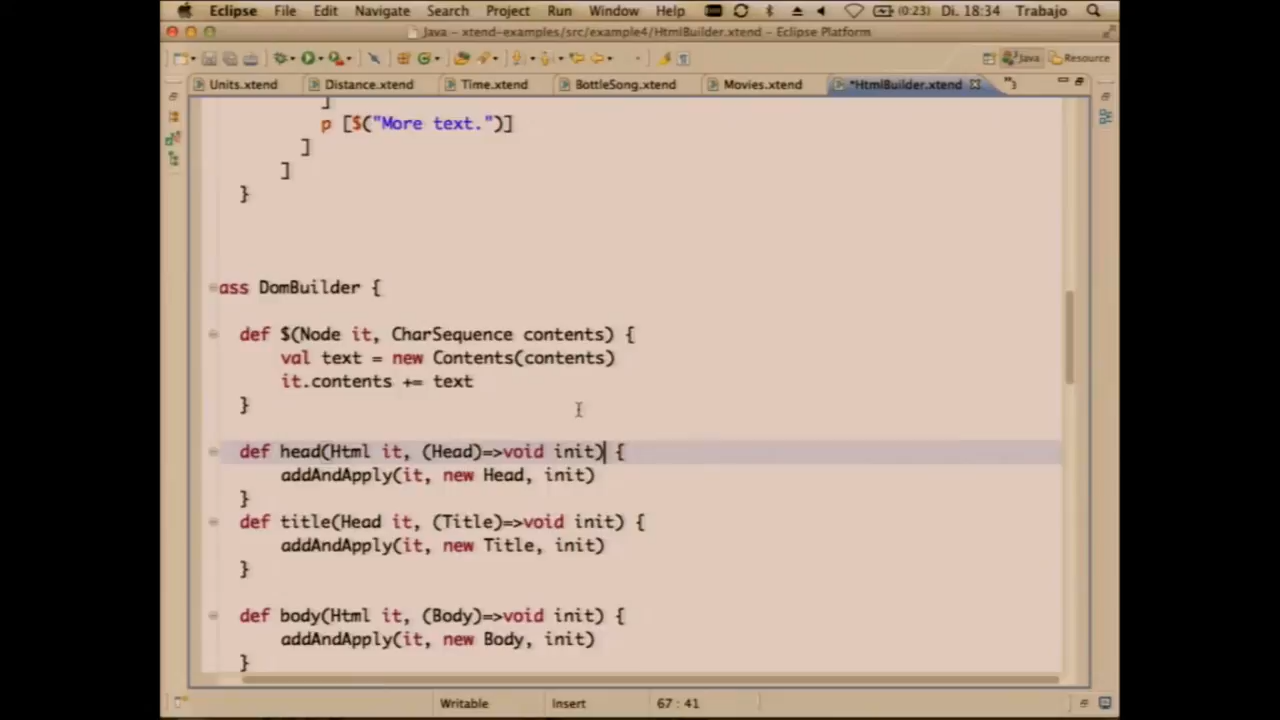 Eclipse File Edit Navigate Search Project Run Window Help (0:23) Di. 18:34 Trabajo
Java – xtend-examples/src/example4/HtmlBuilder.xtend – Eclipse Platform
Java Resource
Units.xtend Distance.xtend Time.xtend BottleSong.xtend Movies.xtend *HtmlBuilder.xtend »3
]
p [$("More text.")]
]
]
}
ass DomBuilder {
def $(Node it, CharSequence contents) {
val text = new Contents(contents)
it.contents += text
}
def head(Html it, (Head)=>void init) {
addAndApply(it, new Head, init)
}
def title(Head it, (Title)=>void init) {
addAndApply(it, new Title, init)
}
def body(Html it, (Body)=>void init) {
addAndApply(it, new Body, init)
}
Writable Insert 67 : 41